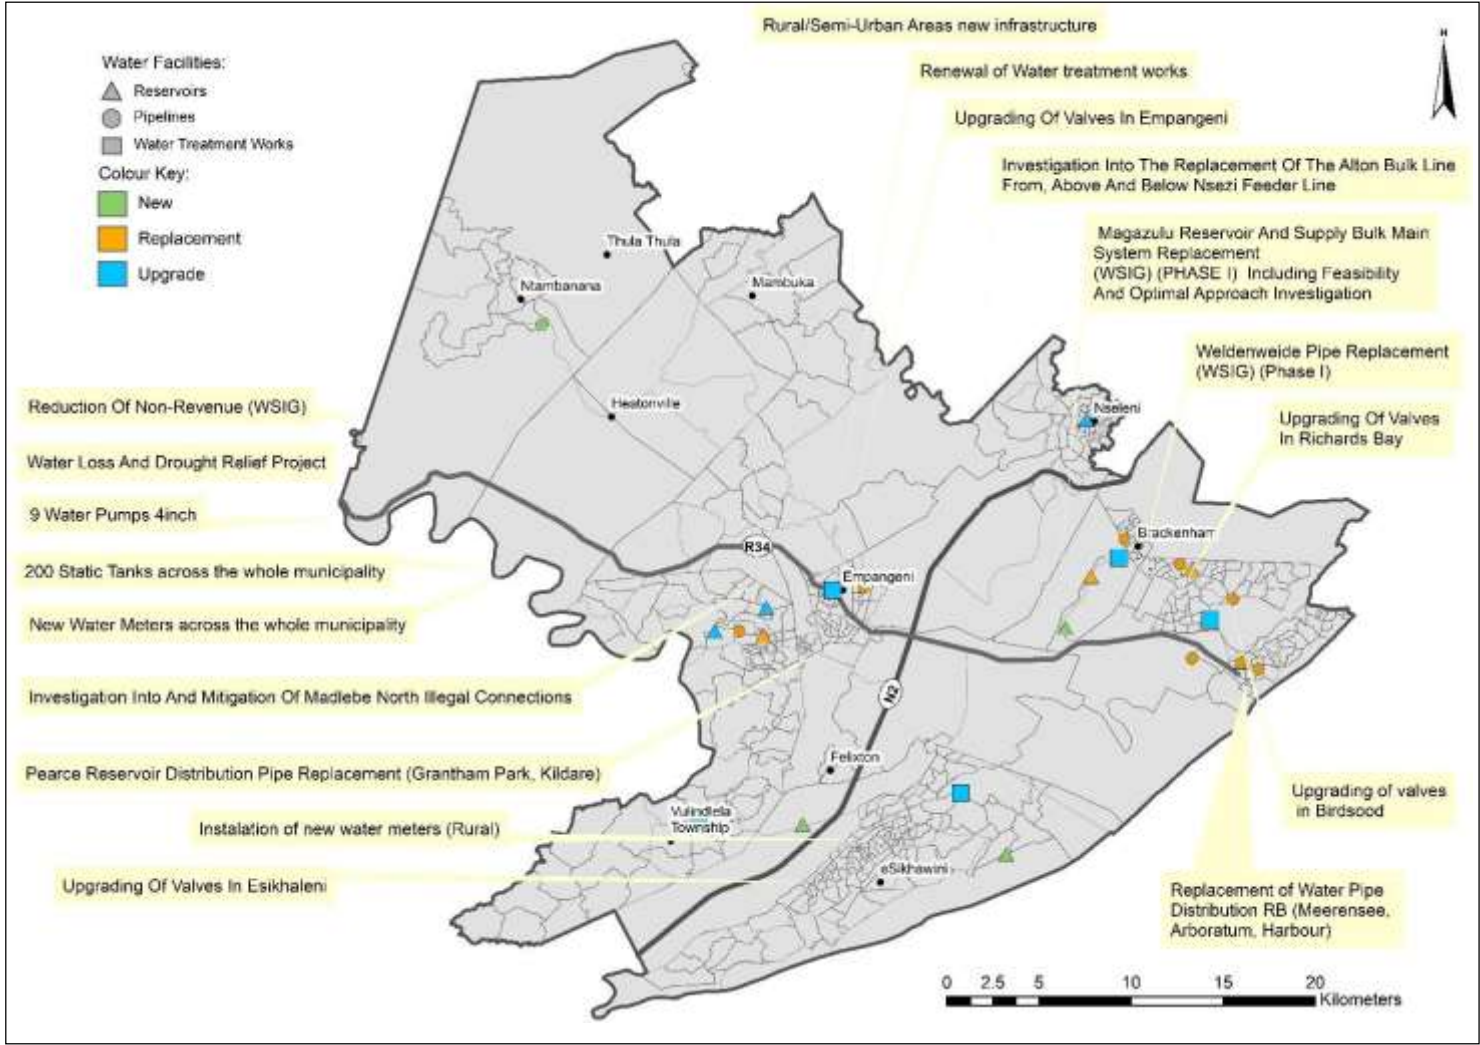 Rural/Semi-Urban Areas new infrastructure
Renewal of Water treatment works
Upgrading Of Valves In Empangeni
Investigation Into The Replacement Of The Alton Bulk Line
From, Above And Below Nsezi Feeder Line
Magazulu Reservoir And Supply Bulk Main
System Replacement
(WSIG) (PHASE I) Including Feasibility
And Optimal Approach Investigation
Weldenweide Pipe Replacement
(WSIG) (Phase I)
Upgrading Of Valves
In Richards Bay
N
Water Facilities:
Reservoirs
Pipelines
Water Treatment Works
Colour Key:
New
Replacement
Upgrade
Thula Thula
Ntambanana
Mambuka
Heatonville
Nseleni
Brackenham
R34
Empangeni
N2
Felixton
Vulindlela
Township
eSikhawini
Reduction Of Non-Revenue (WSIG)
Water Loss And Drought Relief Project
9 Water Pumps 4inch
200 Static Tanks across the whole municipality
New Water Meters across the whole municipality
Investigation Into And Mitigation Of Madlebe North Illegal Connections
Pearce Reservoir Distribution Pipe Replacement (Grantham Park, Kildare)
Instalation of new water meters (Rural)
Upgrading Of Valves In Esikhaleni
Upgrading of valves
in Birdsood
Replacement of Water Pipe
Distribution RB (Meerensee,
Arboratum, Harbour)
0 2.5 5 10 15 20
Kilometers